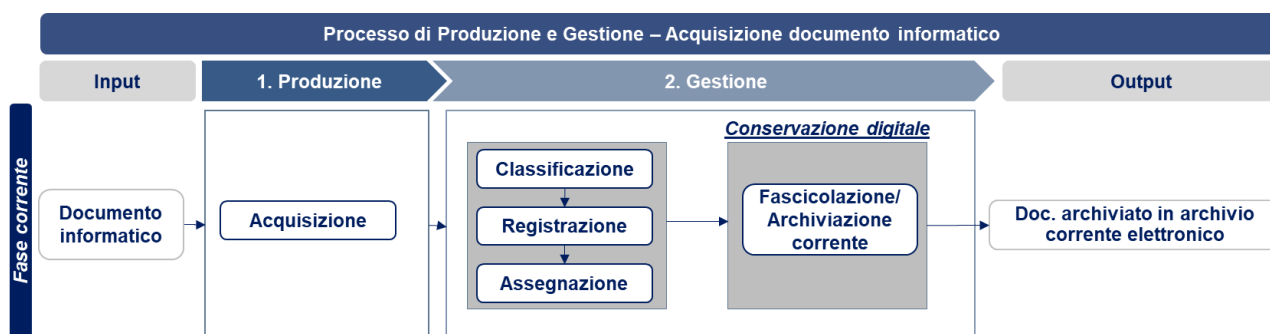 Processo di Produzione e Gestione – Acquisizione documento informatico
Input
1. Produzione
2. Gestione
Output
Fase corrente
Documento
informatico
Acquisizione
Classificazione
Registrazione
Assegnazione
Conservazione digitale
Fascicolazione/
Archiviazione
corrente
Doc. archiviato in archivio
corrente elettronico